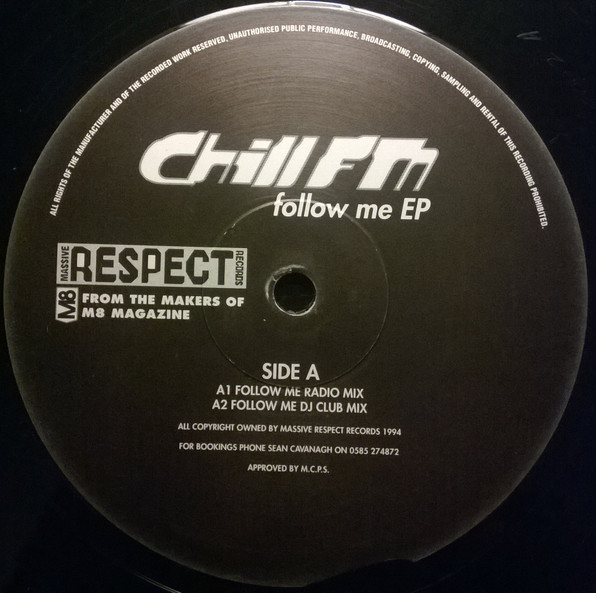 ALL RIGHTS OF THE MANUFACTURER AND OF THE RECORDED WORK RESERVED, UNAUTHORISED PUBLIC PERFORMANCE, BROADCASTING, COPYING, SAMPLING AND RENTAL OF THIS RECORDING PROHIBITED.
Chill FM
follow me EP
MASSIVE RESPECT RECORDS
M8 FROM THE MAKERS OF
M8 MAGAZINE
SIDE A
A1 FOLLOW ME RADIO MIX
A2 FOLLOW ME DJ CLUB MIX
ALL COPYRIGHT OWNED BY MASSIVE RESPECT RECORDS 1994
FOR BOOKINGS PHONE SEAN CAVANAGH ON 0585 274872
APPROVED BY M.C.P.S.